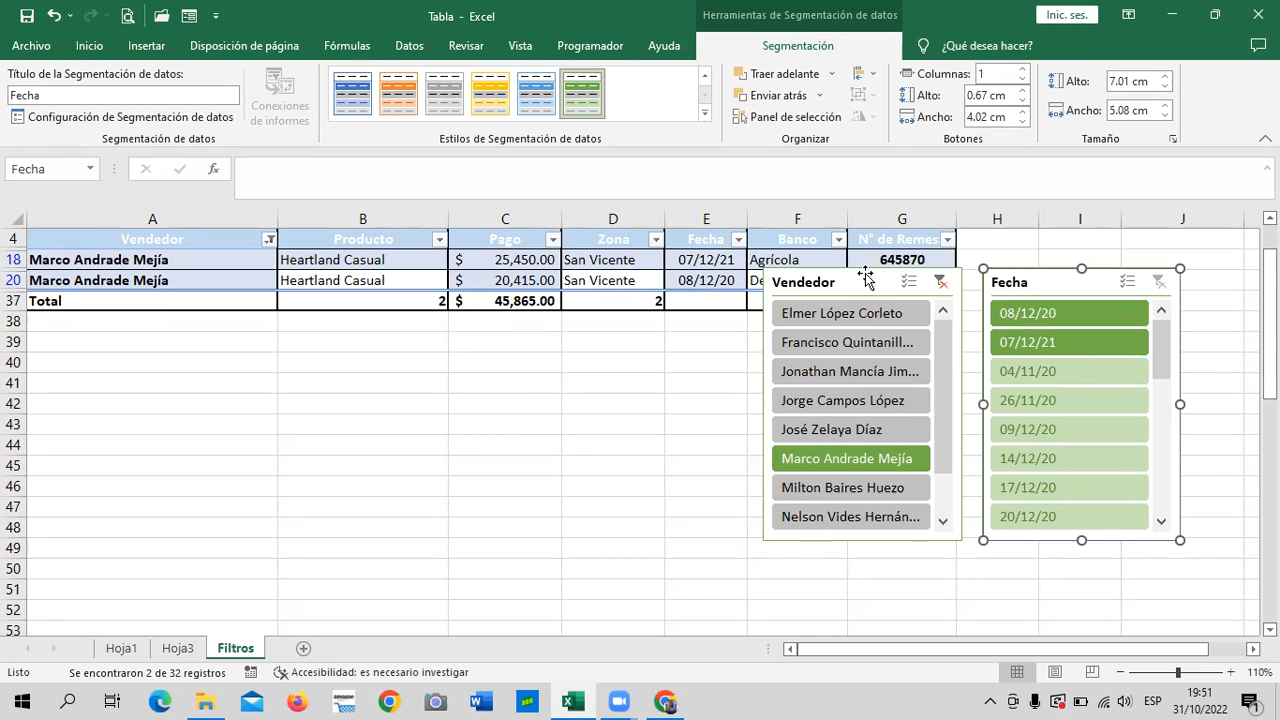 Tabla - Excel
Herramientas de Segmentación de datos
Inic. ses.
Archivo Inicio Insertar Disposición de página Fórmulas Datos Revisar Vista Programador Ayuda Segmentación ¿Qué desea hacer?
Título de la Segmentación de datos:
Fecha
Configuración de Segmentación de datos
Segmentación de datos
Conexiones de informes
Estilos de Segmentación de datos
Traer adelante
Enviar atrás
Panel de selección
Organizar
Columnas: 1
Alto: 0.67 cm
Ancho: 4.02 cm
Botones
Alto: 7.01 cm
Ancho: 5.08 cm
Tamaño
Fecha
fx
A B C D E F G H I J
4 Vendedor Producto Pago Zona Fecha Banco N° de Remes
18 Marco Andrade Mejía Heartland Casual $ 25,450.00 San Vicente 07/12/21 Agrícola 645870
20 Marco Andrade Mejía Heartland Casual $ 20,415.00 San Vicente 08/12/20 De
37 Total 2 $ 45,865.00 2
38
39
40
41
42
43
44
45
46
47
48
49
50
51
52
53
Vendedor
Elmer López Corleto
Francisco Quintanill...
Jonathan Mancía Jim...
Jorge Campos López
José Zelaya Díaz
Marco Andrade Mejía
Milton Baires Huezo
Nelson Vides Hernán...
Fecha
08/12/20
07/12/21
04/11/20
26/11/20
09/12/20
14/12/20
17/12/20
20/12/20
Hoja1 Hoja3 Filtros
Listo Se encontraron 2 de 32 registros Accesibilidad: es necesario investigar 110%
amazon
ESP
19:51
31/10/2022
1